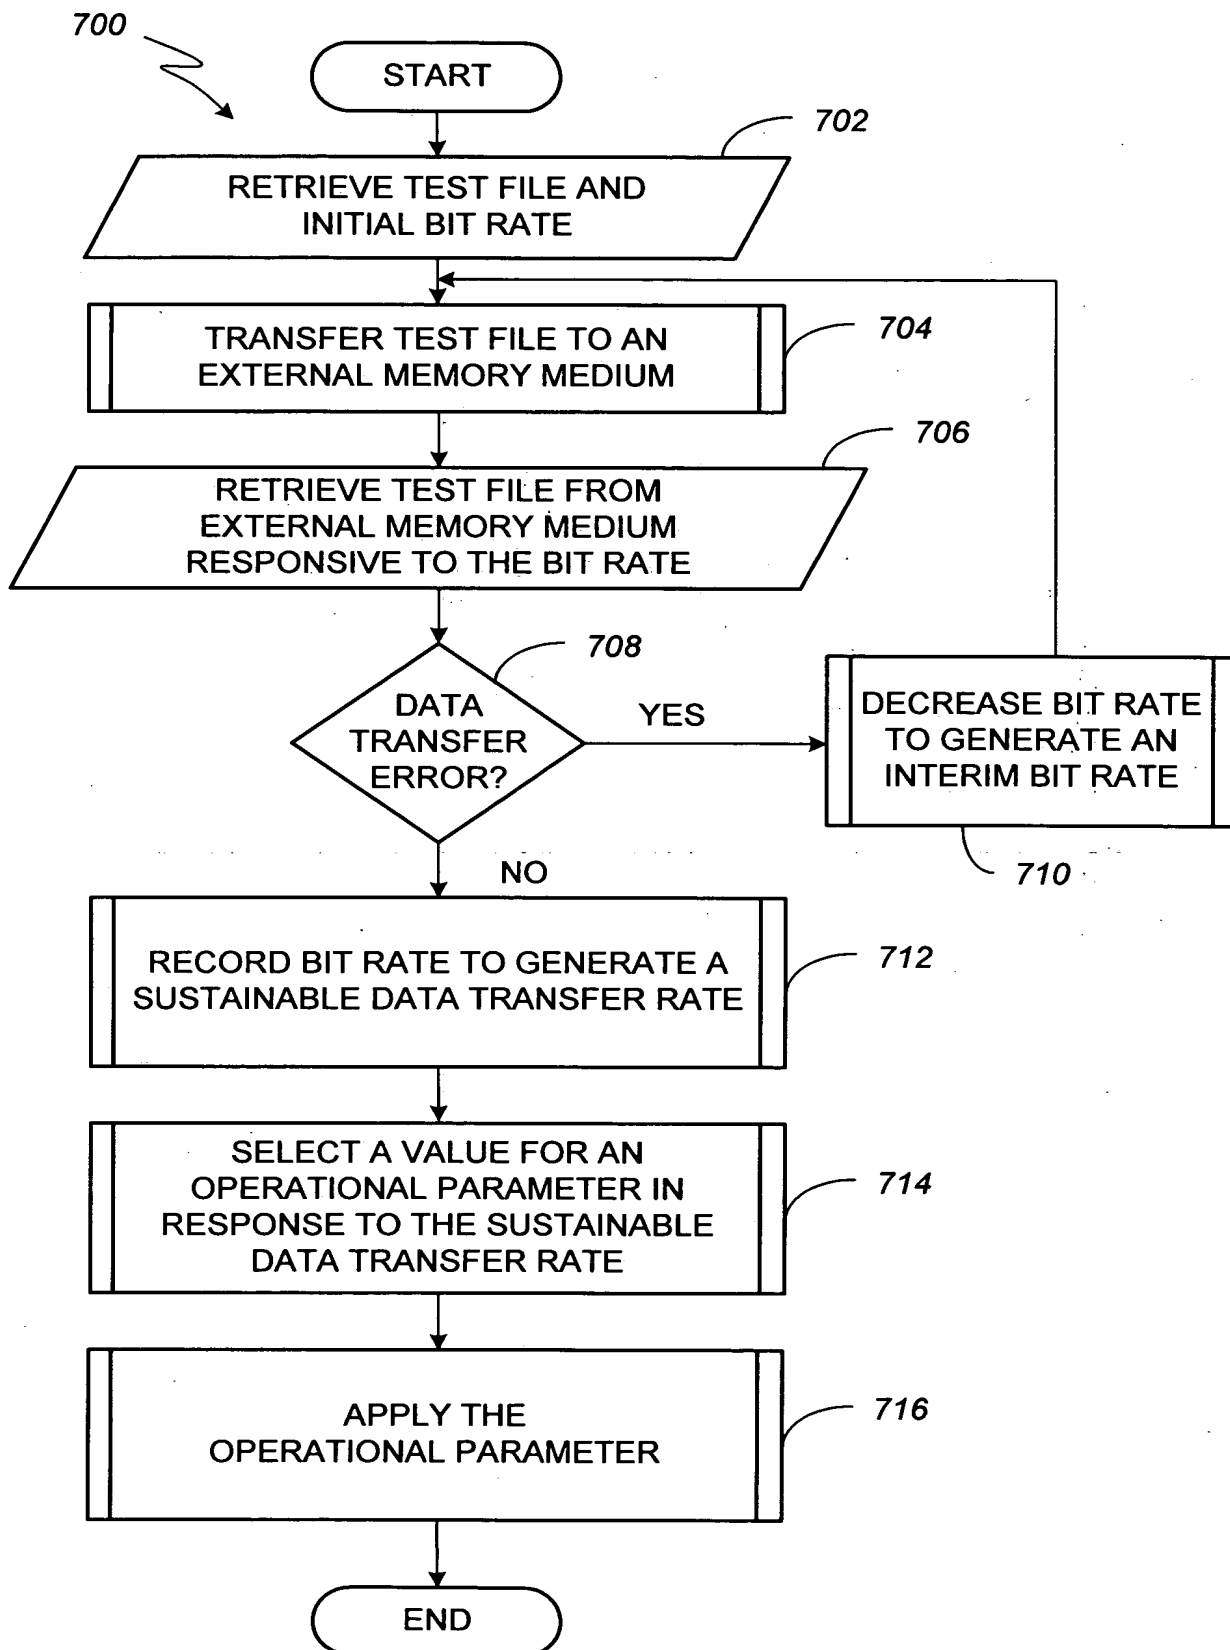 700
START
702
RETRIEVE TEST FILE AND
INITIAL BIT RATE
TRANSFER TEST FILE TO AN
EXTERNAL MEMORY MEDIUM
704
706
RETRIEVE TEST FILE FROM
EXTERNAL MEMORY MEDIUM
RESPONSIVE TO THE BIT RATE
708
DATA
TRANSFER
ERROR?
YES
DECREASE BIT RATE
TO GENERATE AN
INTERIM BIT RATE
710
NO
RECORD BIT RATE TO GENERATE A
SUSTAINABLE DATA TRANSFER RATE
712
SELECT A VALUE FOR AN
OPERATIONAL PARAMETER IN
RESPONSE TO THE SUSTAINABLE
DATA TRANSFER RATE
714
APPLY THE
OPERATIONAL PARAMETER
716
END